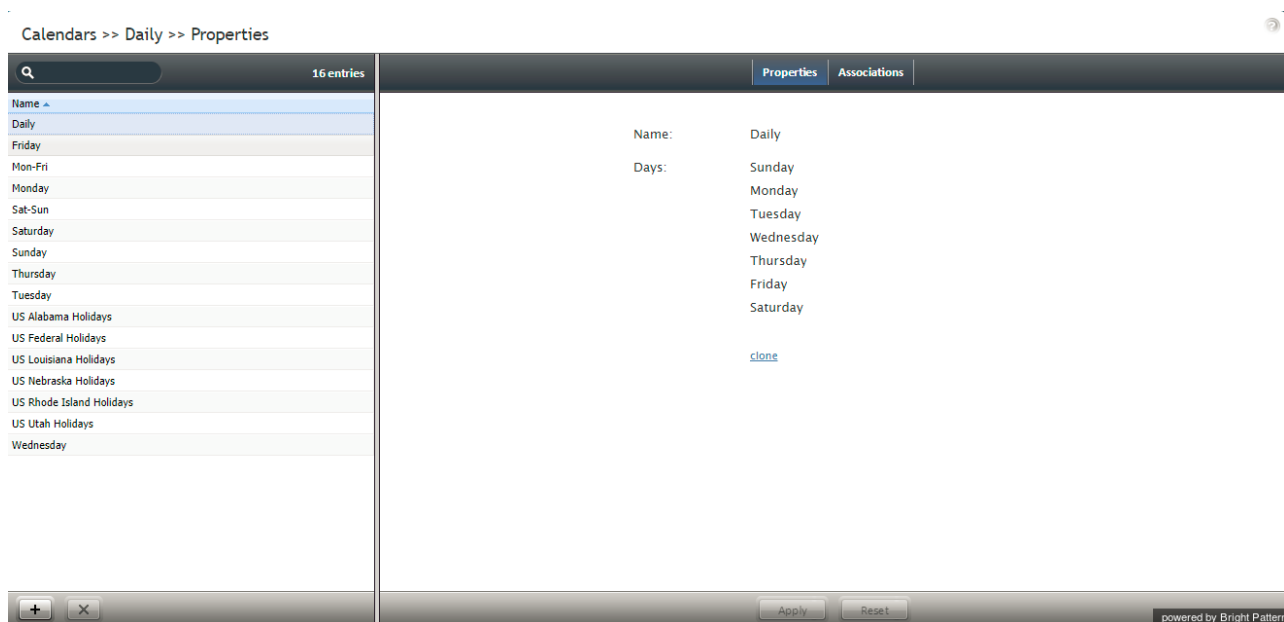 Calendars >> Daily >> Properties
16 entries
Properties Associations
Name
Daily
Friday
Mon-Fri
Monday
Sat-Sun
Saturday
Sunday
Thursday
Tuesday
US Alabama Holidays
US Federal Holidays
US Louisiana Holidays
US Nebraska Holidays
US Rhode Island Holidays
US Utah Holidays
Wednesday
Name: Daily
Days: Sunday
Monday
Tuesday
Wednesday
Thursday
Friday
Saturday
clone
Apply Reset
powered by Bright Pattern